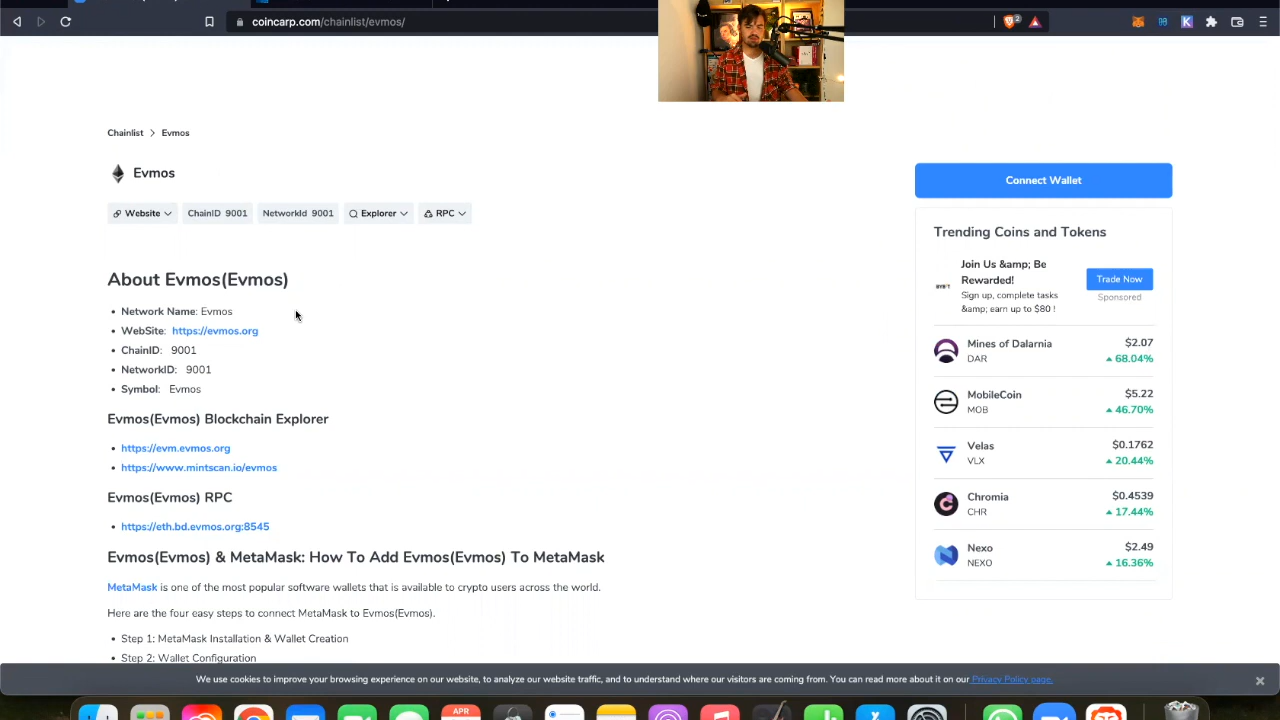 coincarp.com/chainlist/evmos/
2
Chainlist > Evmos
Evmos
Connect Wallet
Website
ChainID 9001
NetworkId 9001
Explorer
RPC
Trending Coins and Tokens
About Evmos(Evmos)
Join Us &amp; Be
Rewarded!
Sign up, complete tasks
&amp; earn up to $80 !
Trade Now
Sponsored
• Network Name: Evmos
• WebSite: https://evmos.org
• ChainID: 9001
• NetworkID: 9001
• Symbol: Evmos
Mines of Dalarnia $2.07
DAR 68.04%
MobileCoin $5.22
MOB 46.70%
Velas $0.1762
VLX 20.44%
Chromia $0.4539
CHR 17.44%
Nexo $2.49
NEXO 16.36%
Evmos(Evmos) Blockchain Explorer
• https://evm.evmos.org
• https://www.mintscan.io/evmos
Evmos(Evmos) RPC
• https://eth.bd.evmos.org:8545
Evmos(Evmos) & MetaMask: How To Add Evmos(Evmos) To MetaMask
MetaMask is one of the most popular software wallets that is available to crypto users across the world.
Here are the four easy steps to connect MetaMask to Evmos(Evmos).
• Step 1: MetaMask Installation & Wallet Creation
• Step 2: Wallet Configuration
We use cookies to improve your browsing experience on our website, to analyze our website traffic, and to understand where our visitors are coming from. You can read more about it on our Privacy Policy page.
APR